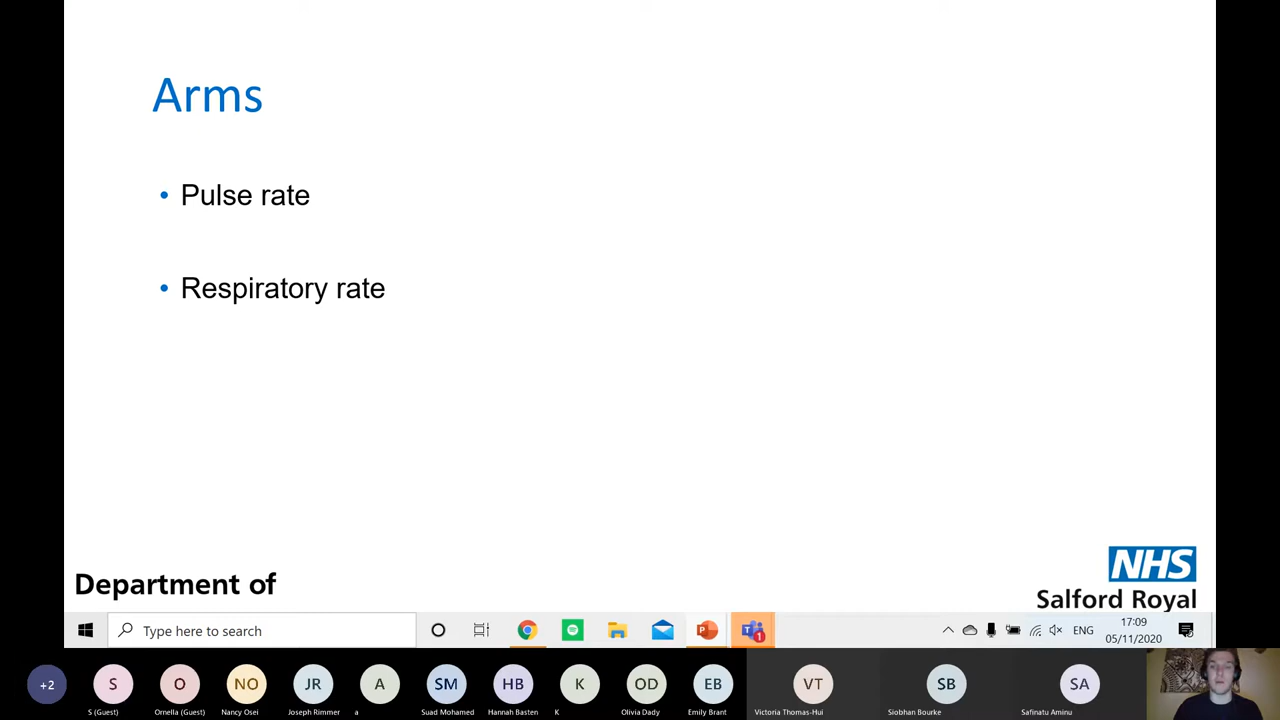 Arms
• Pulse rate
• Respiratory rate
Department of
NHS
Salford Royal
Type here to search
1
ENG
17:09
05/11/2020
+2
S
O
NO
JR
A
SM
HB
K
OD
EB
VT
SB
SA
S (Guest)
Ornella (Guest)
Nancy Osei
Joseph Rimmer
a
Suad Mohamed
Hannah Basten
K
Olivia Dady
Emily Brant
Victoria Thomas-Hui
Siobhan Bourke
Safinatu Aminu